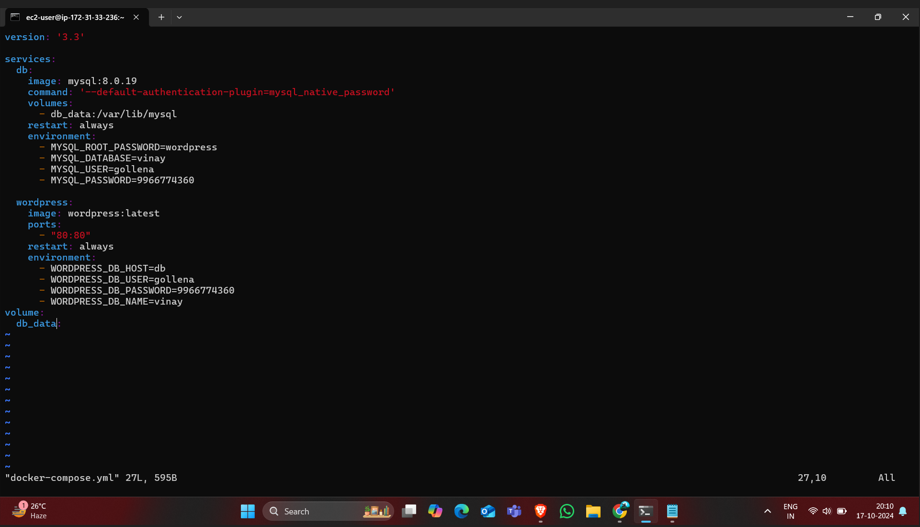 ec2-user@ip-172-31-33-236:~
version: '3.3'
services:
db:
image: mysql:8.0.19
command: '--default-authentication-plugin=mysql_native_password'
volumes:
- db_data:/var/lib/mysql
restart: always
environment:
- MYSQL_ROOT_PASSWORD=wordpress
- MYSQL_DATABASE=vinay
- MYSQL_USER=gollena
- MYSQL_PASSWORD=9966774360
wordpress:
image: wordpress:latest
ports:
- "80:80"
restart: always
environment:
- WORDPRESS_DB_HOST=db
- WORDPRESS_DB_USER=gollena
- WORDPRESS_DB_PASSWORD=9966774360
- WORDPRESS_DB_NAME=vinay
volume:
db_data:
~
~
~
~
~
~
~
~
~
~
~
~
~
"docker-compose.yml" 27L, 595B 27,10 All
1 26°C
Haze
Search
ENG
IN
20:10
17-10-2024